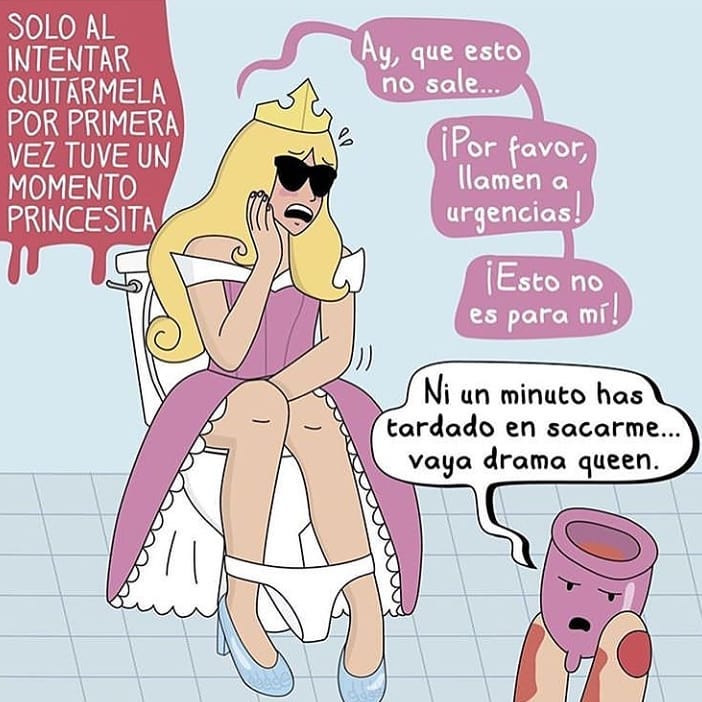 SOLO AL
INTENTAR
QUITÁRMELA
POR PRIMERA
VEZ TUVE UN
MOMENTO
PRINCESITA
Ay, que esto
no sale...
¡Por favor,
llamen a
urgencias!
¡Esto no
es para mí!
Ni un minuto has
tardado en sacarme...
vaya drama queen.